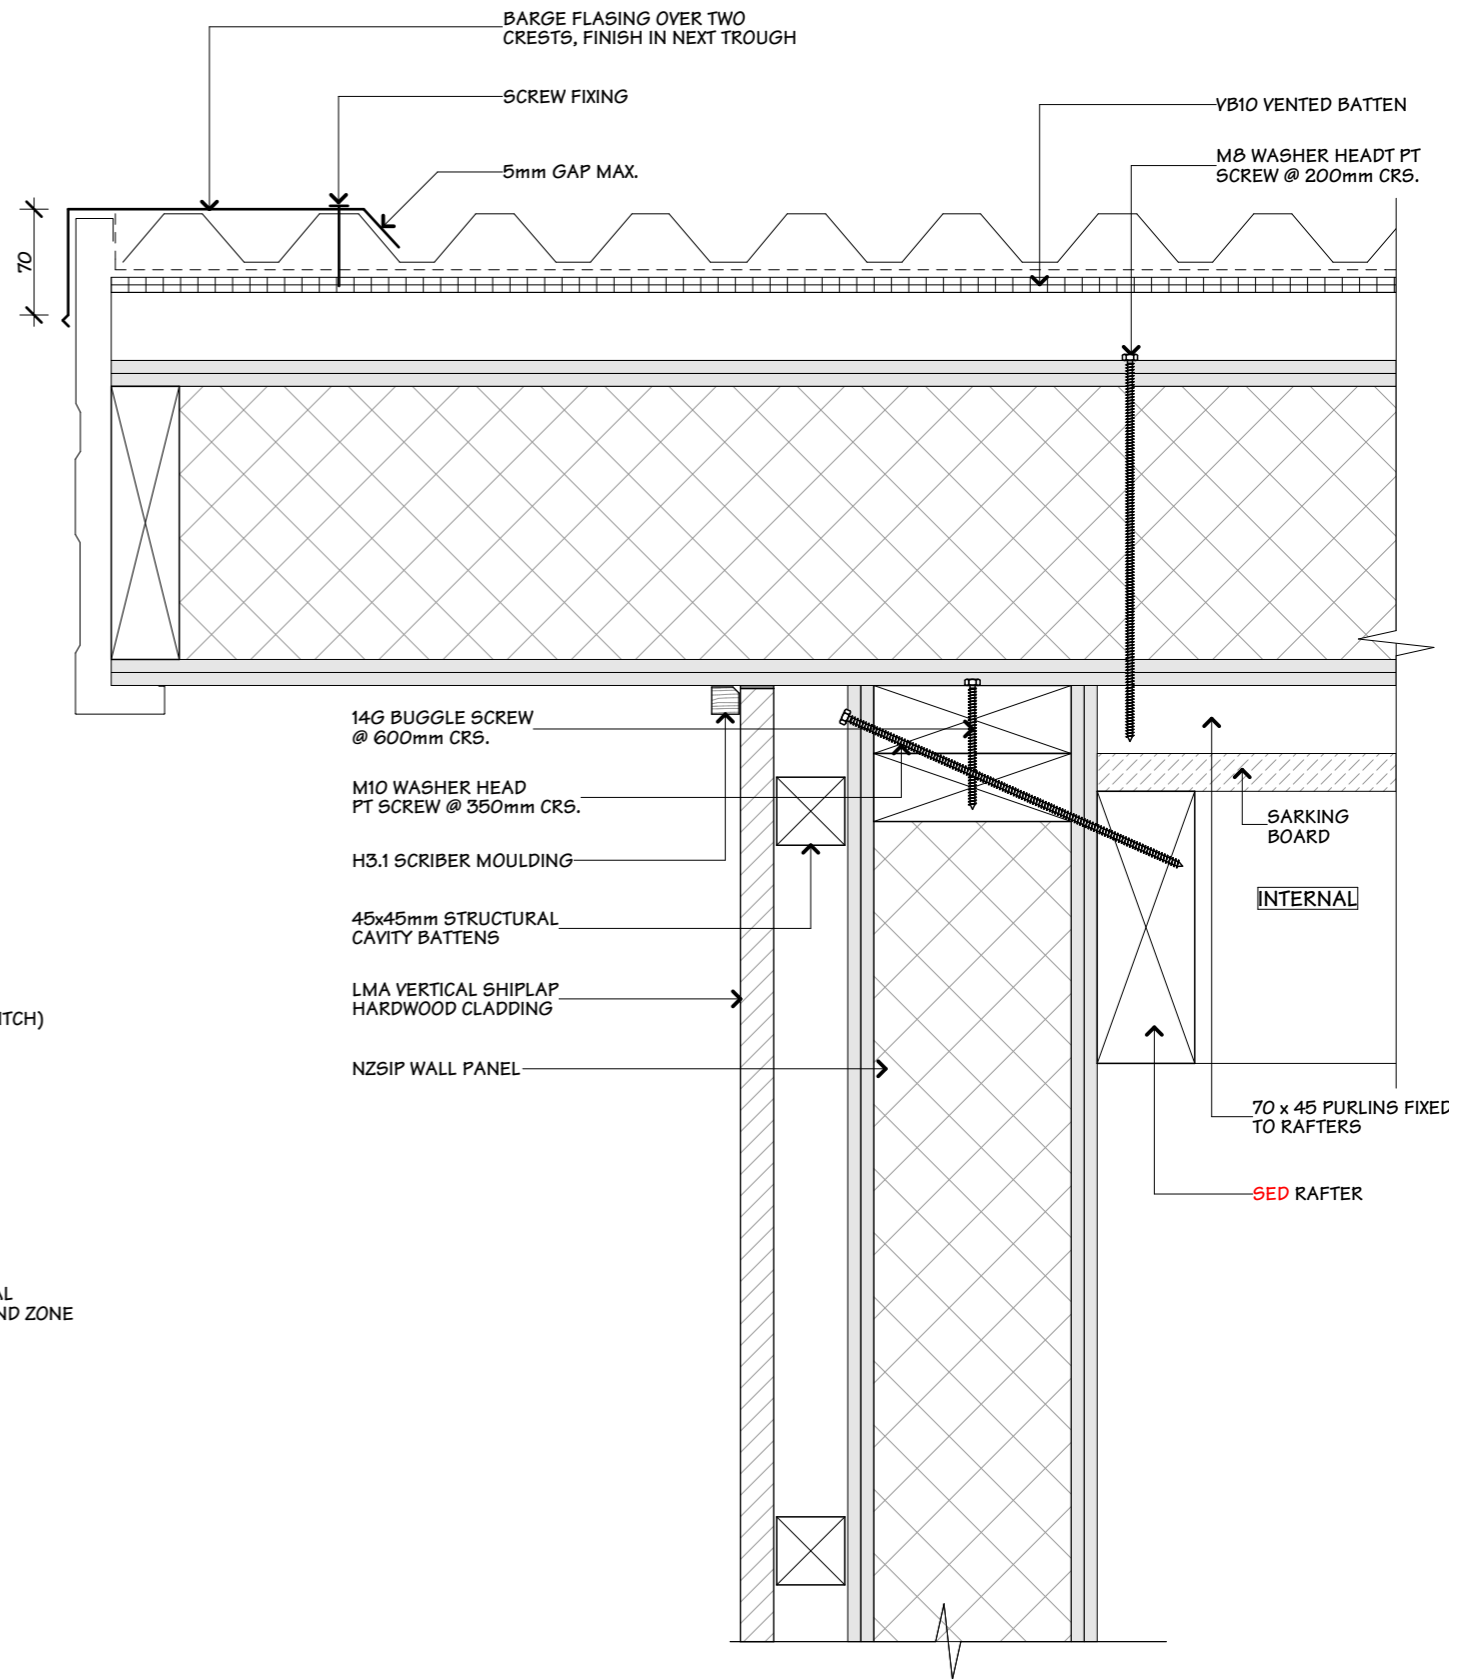 BARGE FLASING OVER TWO
CRESTS, FINISH IN NEXT TROUGH
SCREW FIXING
5mm GAP MAX.
VB10 VENTED BATTEN
M8 WASHER HEADT PT
SCREW @ 200mm CRS.
70
14G BUGGLE SCREW
@ 600mm CRS.
M10 WASHER HEAD
PT SCREW @ 350mm CRS.
H3.1 SCRIBER MOULDING
45x45mm STRUCTURAL
CAVITY BATTENS
LMA VERTICAL SHIPLAP
HARDWOOD CLADDING
NZSIP WALL PANEL
SARKING
BOARD
INTERNAL
70 x 45 PURLINS FIXED
TO RAFTERS
SED RAFTER
ITCH)
AL
ND ZONE